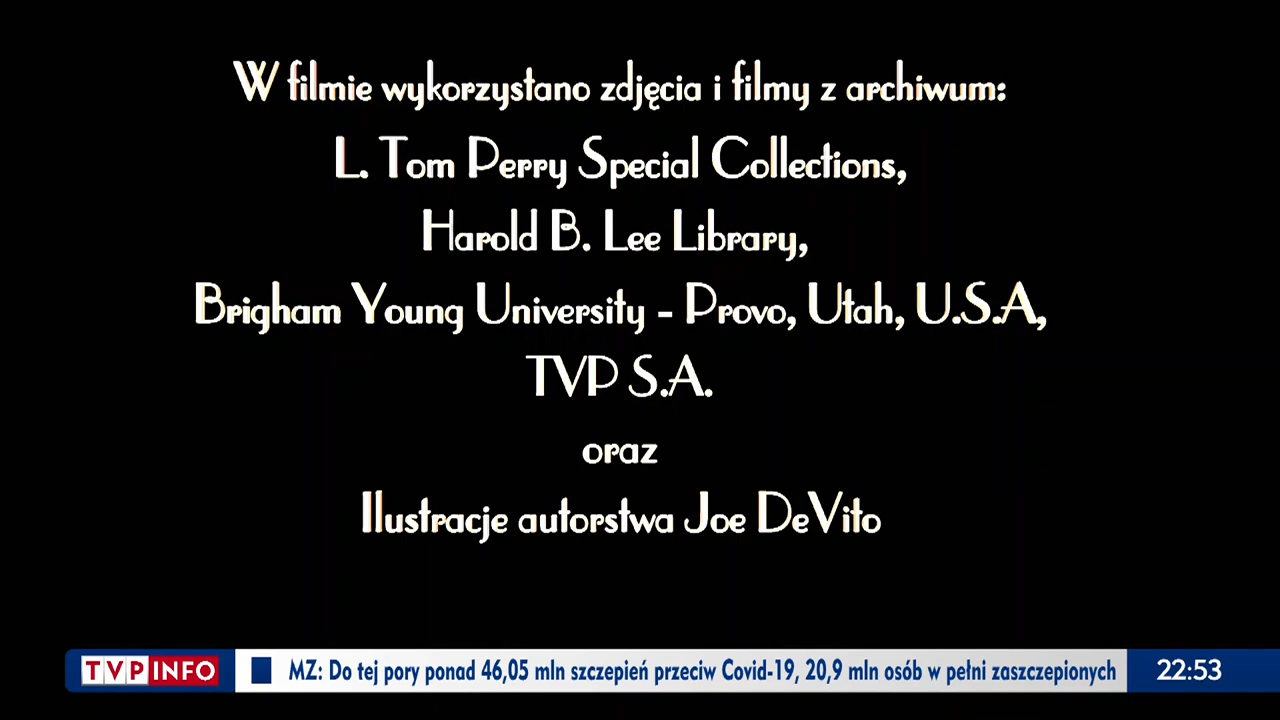 W filmie wykorzystano zdjęcia i filmy z archiwum:
L. Tom Perry Special Collections,
Harold B. Lee Library,
Brigham Young University - Provo, Utah, U.S.A,
TVP S.A.
oraz
Ilustracje autorstwa Joe DeVito
TVP INFO MZ: Do tej pory ponad 46,05 mln szczepień przeciw Covid-19, 20,9 mln osób w pełni zaszczepionych 22:53